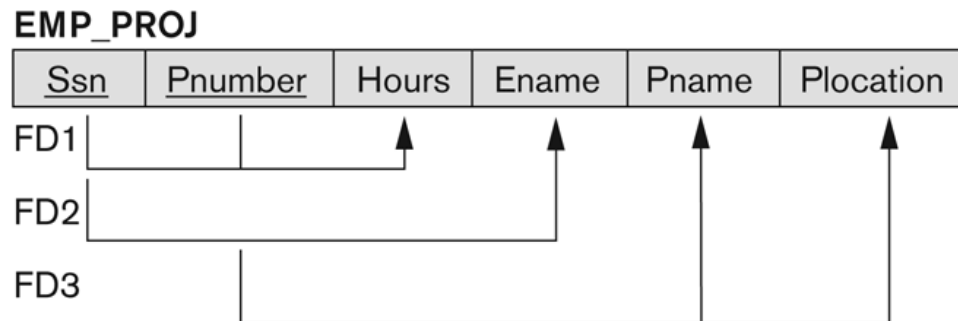 EMP_PROJ
Ssn Pnumber Hours Ename Pname Plocation
FD1
FD2
FD3